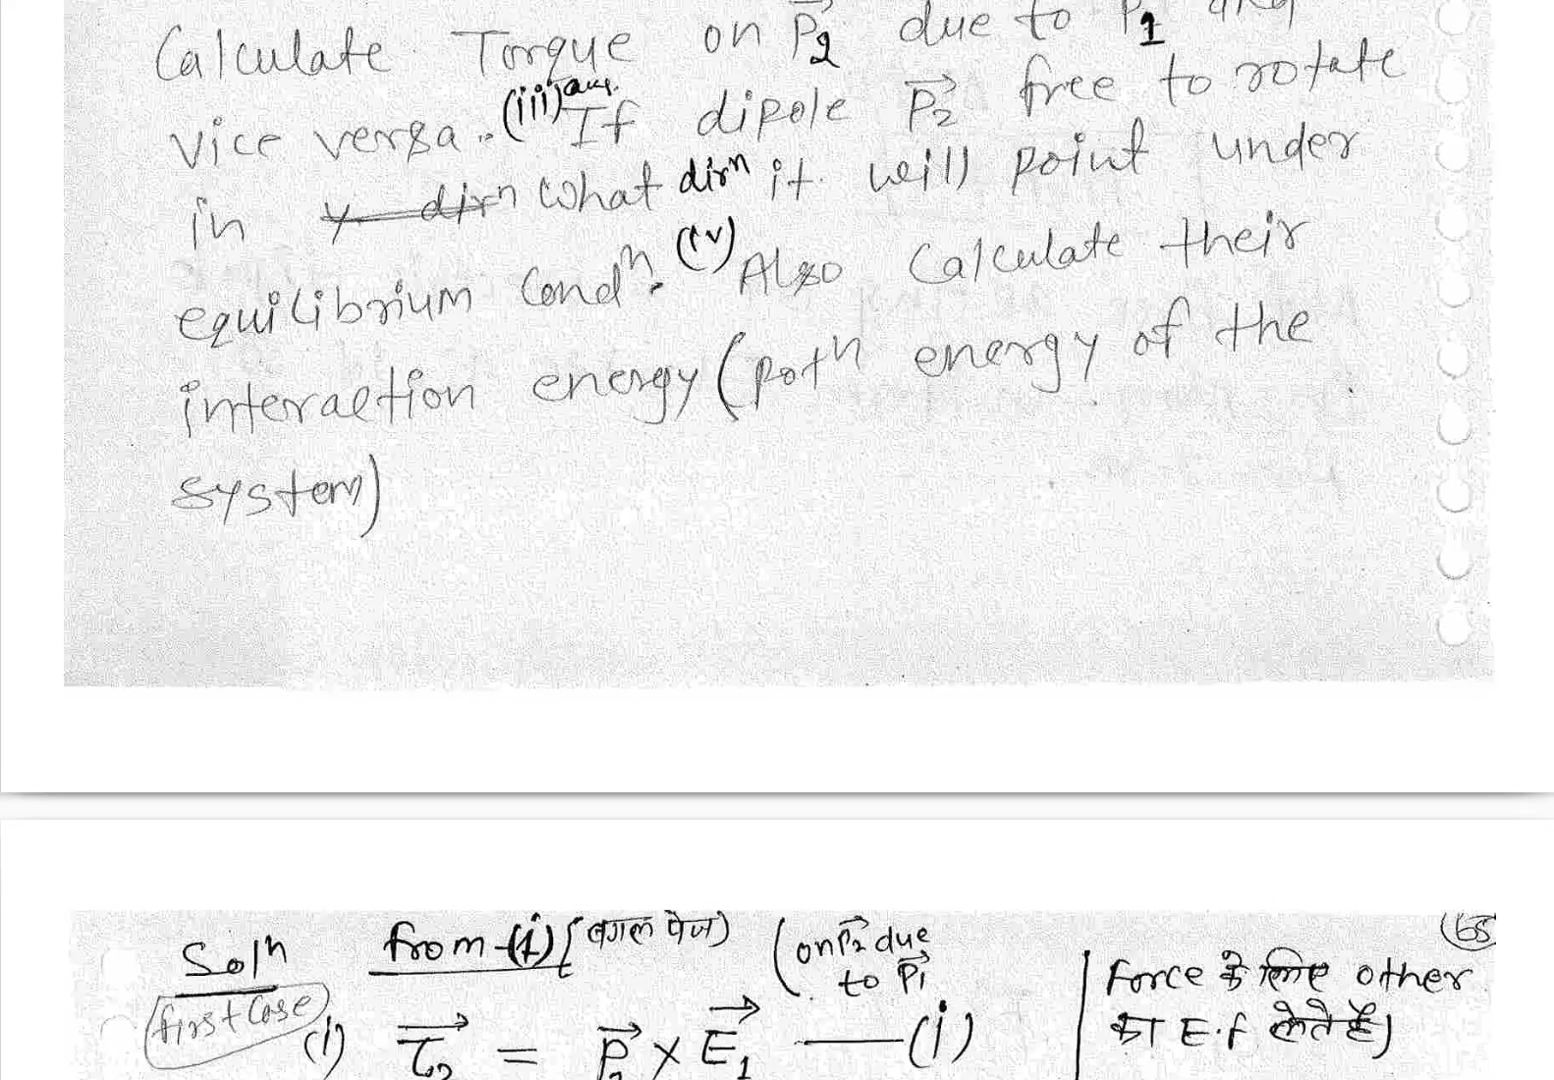 Calculate Torque on P₂ due to P₁ and
vice versa. (iii) If dipole P₂ free to rotate
in what dirⁿ it will point under
equilibrium Condⁿ. (iv) Also Calculate their
interaction energy (potⁿ energy of the
system)
Solⁿ from (i) (बगल पेज) (on P₂ due
to P₁
(65
first Case
(i) τ₂ = P₂ × E₁ —(i)
Force के लिए other
का E.f लेते हैं)